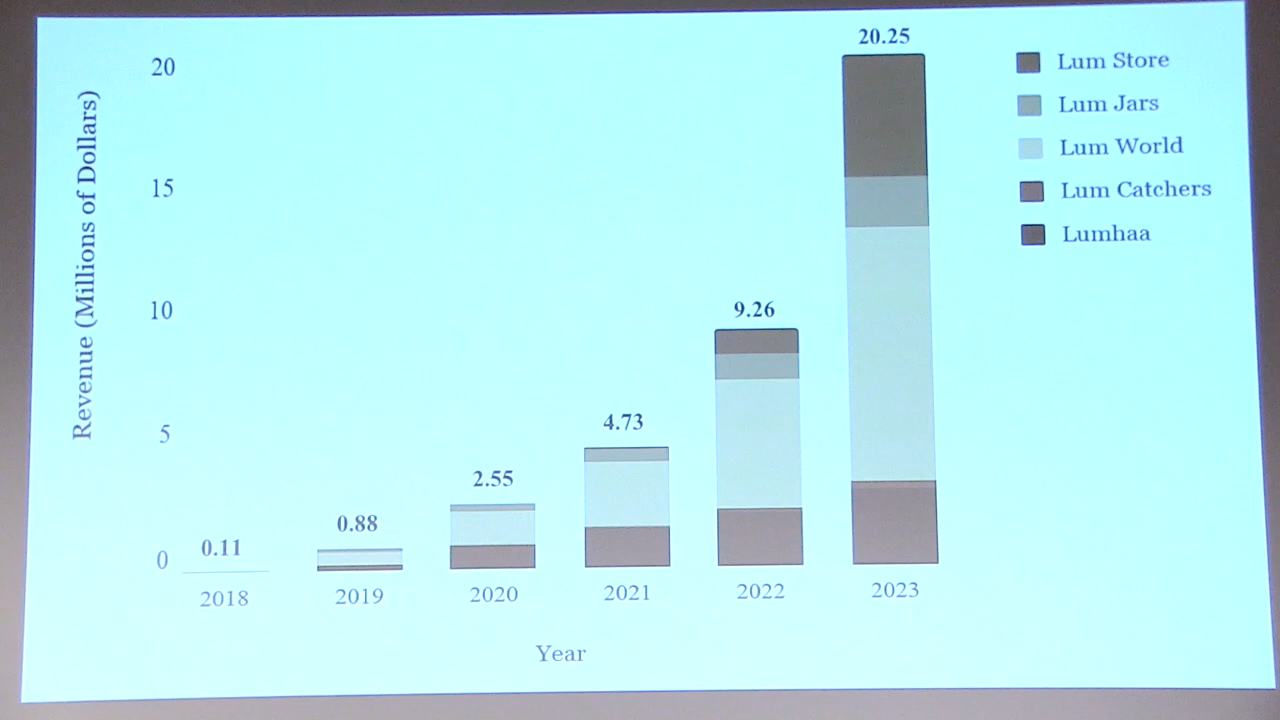 20.25
20
Lum Store
Lum Jars
Lum World
15
Lum Catchers
Lumhaa
Revenue (Millions of Dollars)
10
9.26
5
4.73
2.55
0.88
0
0.11
2018
2019
2020
2021
2022
2023
Year